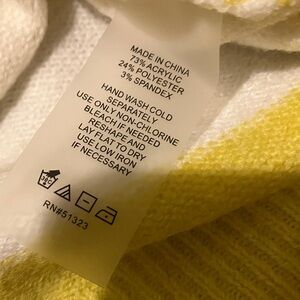 MADE IN CHINA
73% ACRYLIC
24% POLYESTER
3% SPANDEX
HAND WASH COLD
SEPARATELY
USE ONLY NON-CHLORINE
BLEACH IF NEEDED
RESHAPE AND
LAY FLAT TO DRY
USE LOW IRON
IF NECESSARY
RN#51323